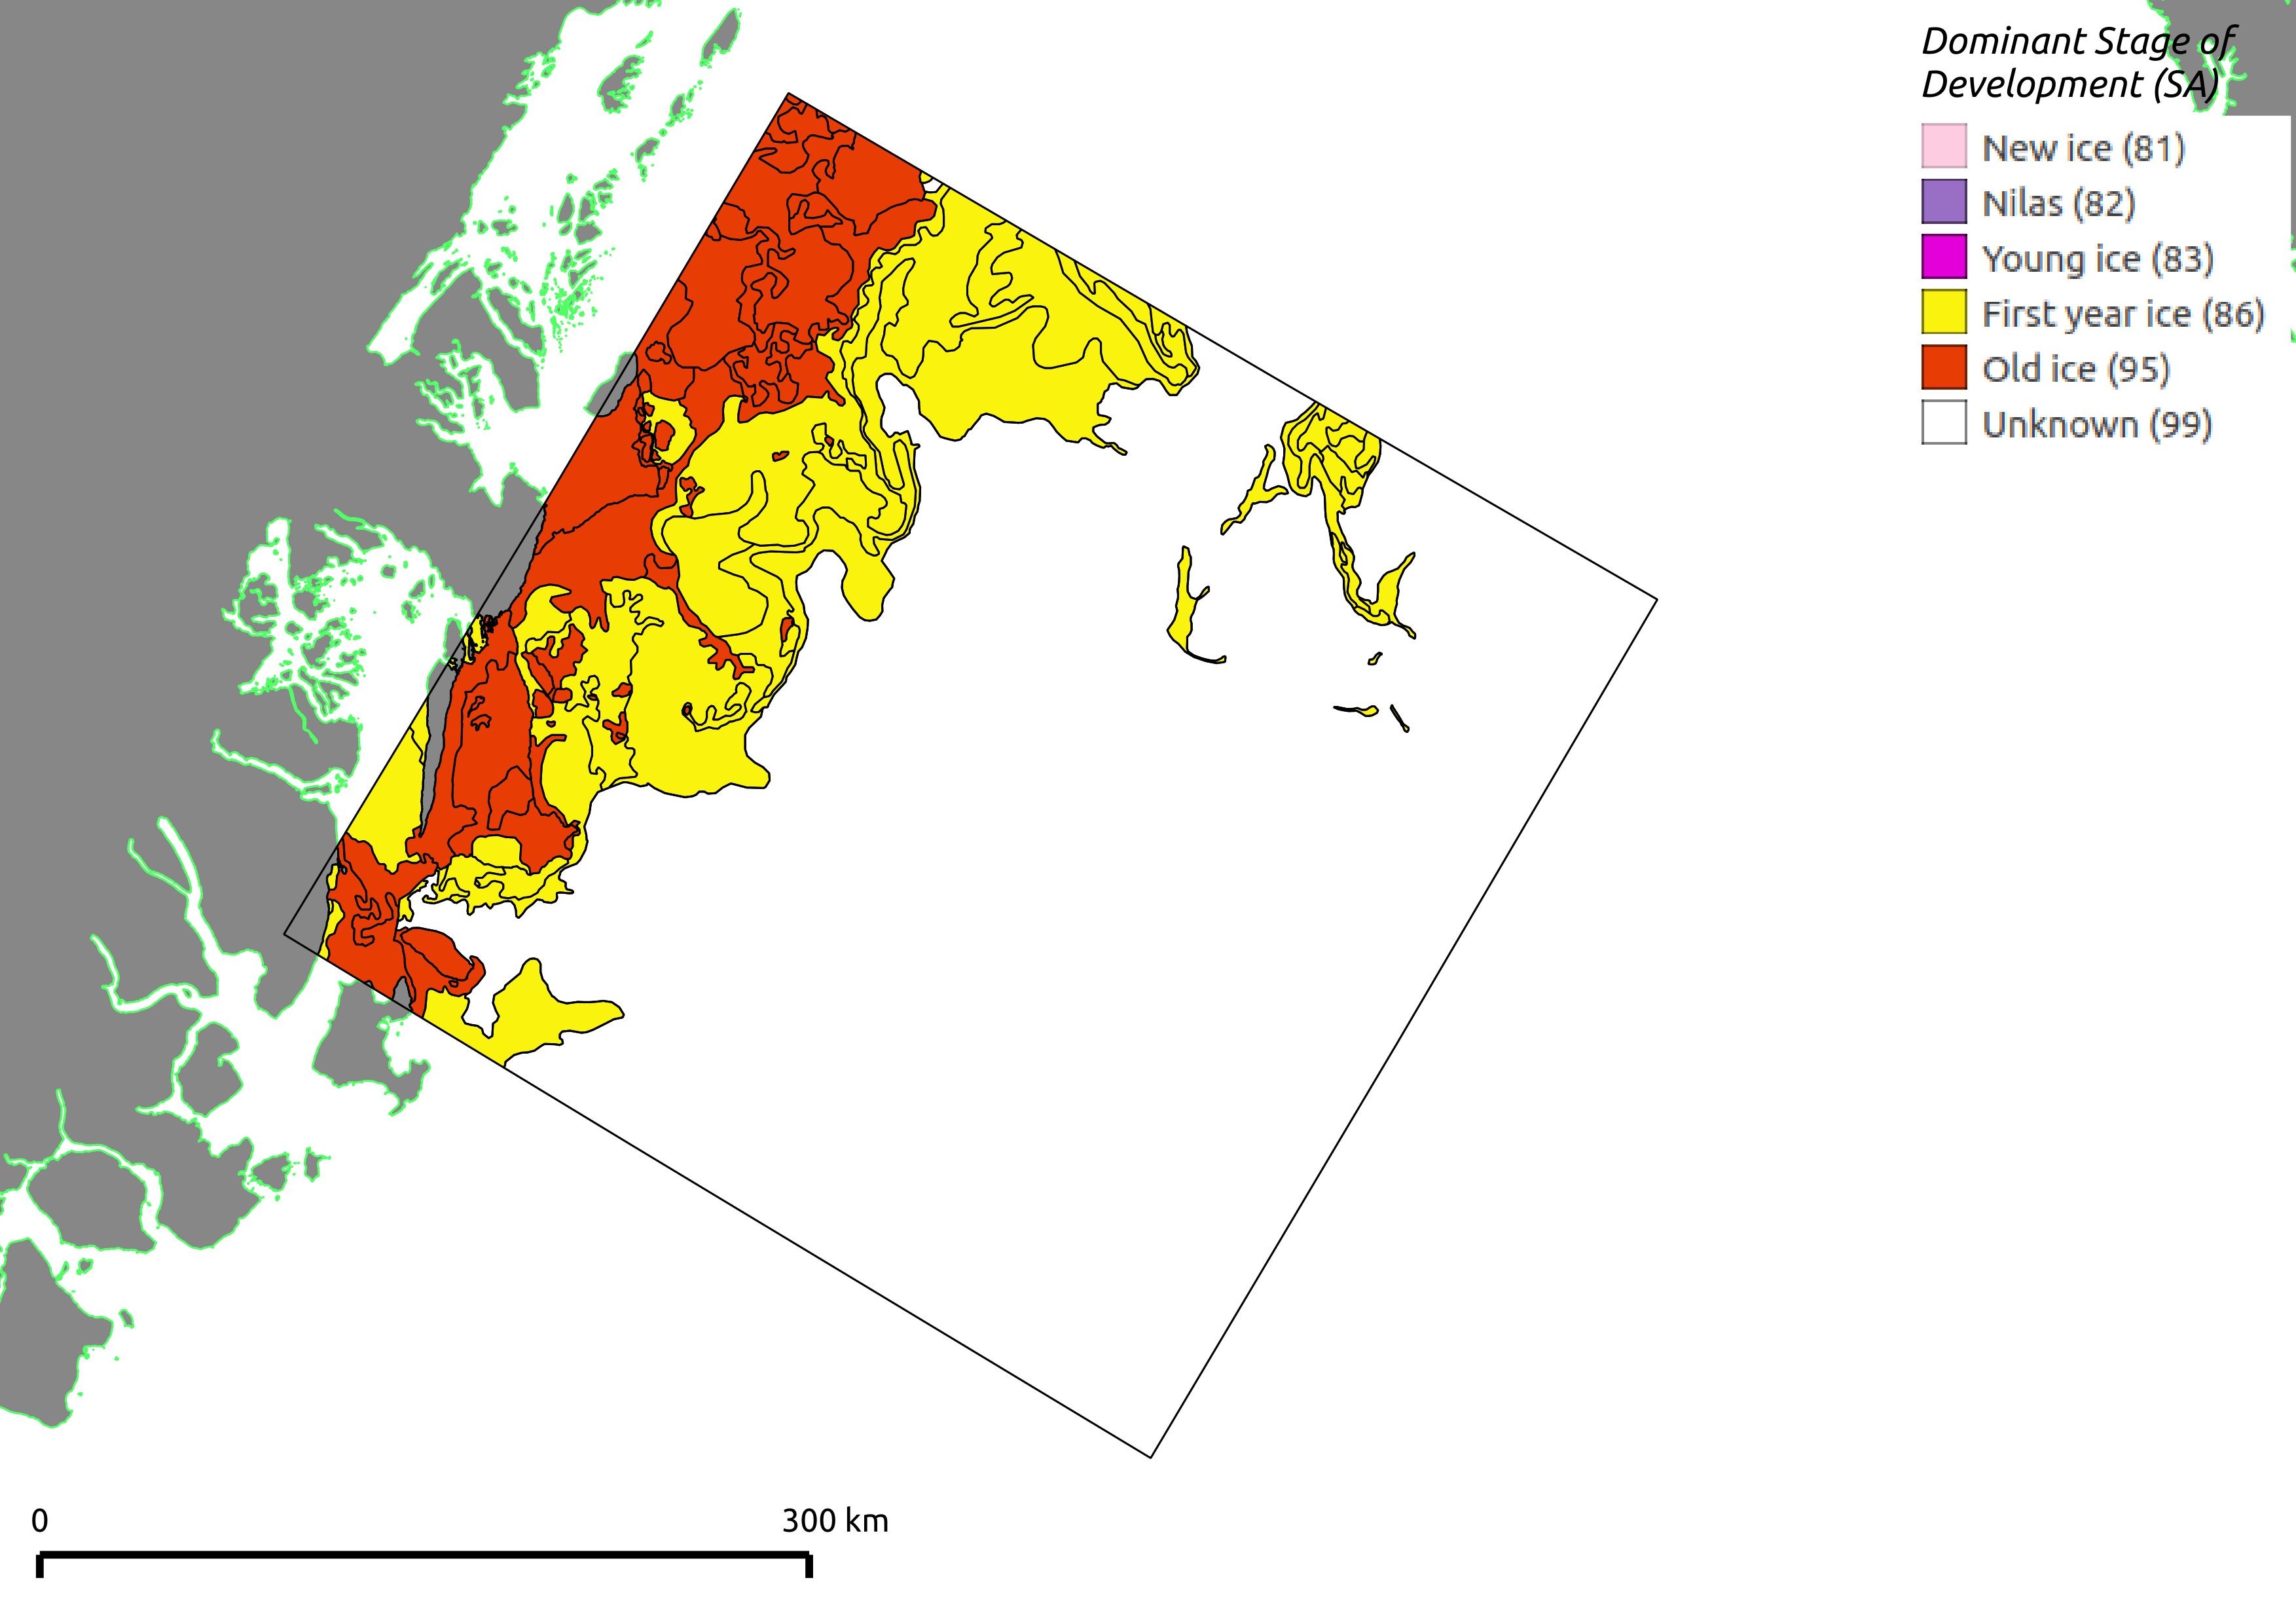 Dominant Stage of
Development (SA)
New ice (81)
Nilas (82)
Young ice (83)
First year ice (86)
Old ice (95)
Unknown (99)
0 300 km